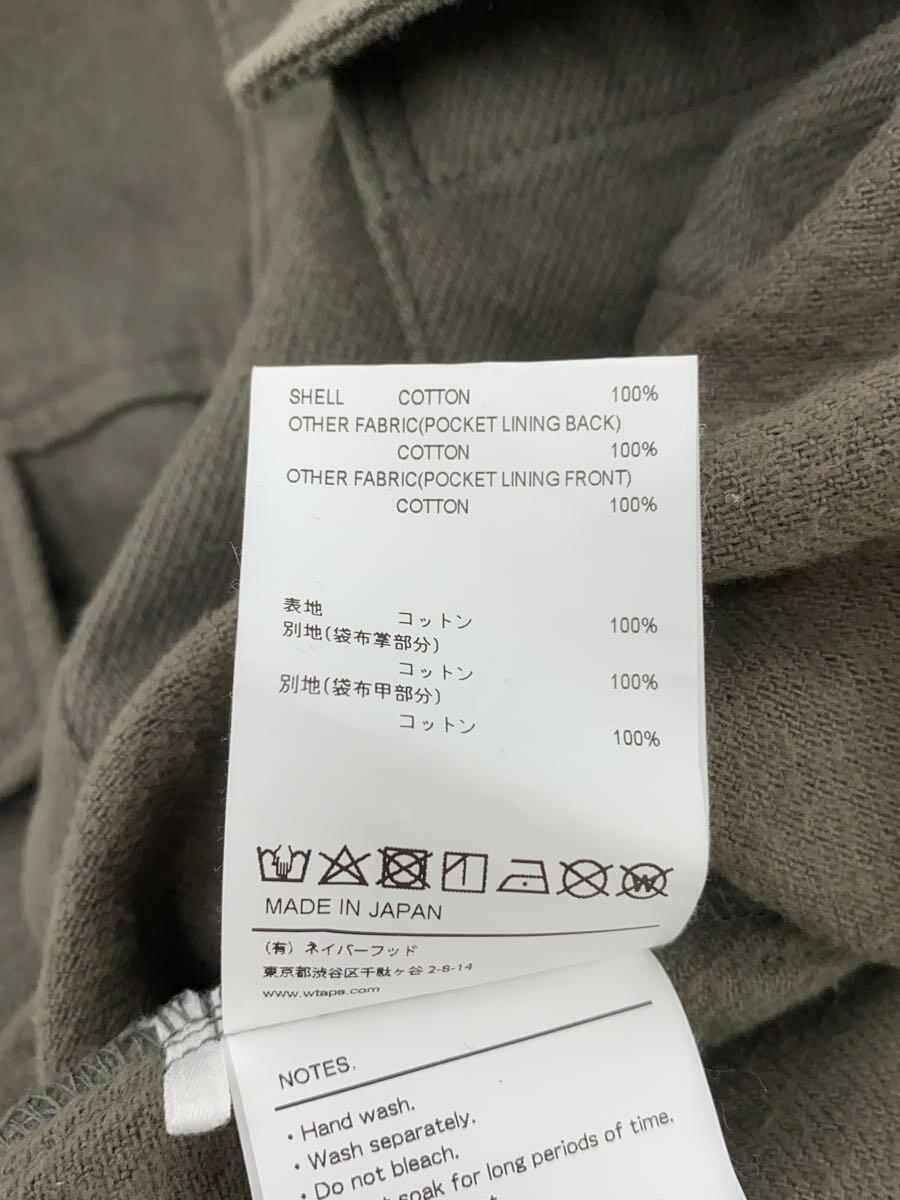 SHELL COTTON 100%
OTHER FABRIC(POCKET LINING BACK)
COTTON 100%
OTHER FABRIC(POCKET LINING FRONT)
COTTON 100%
表地 コットン 100%
別地(袋布掌部分)
コットン 100%
別地(袋布甲部分)
コットン 100%
W
MADE IN JAPAN
(有) ネイバーフッド
東京都渋谷区千駄ヶ谷 2-8-14
www.wtaps.com
NOTES.
• Hand wash.
• Wash separately.
• Do not bleach.
soak for long periods of time.